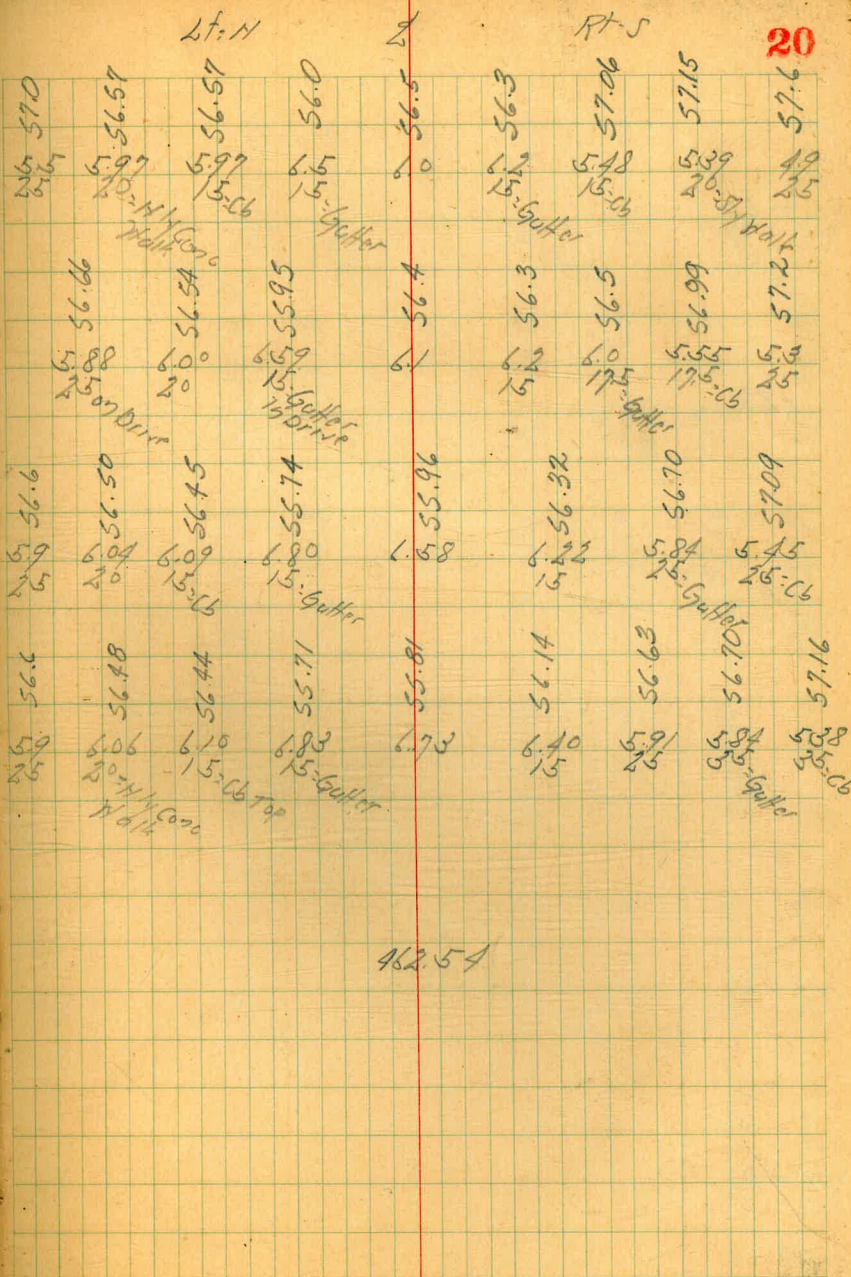 Lt: N ℄ Rt-S 20
57.0 56.57 56.57 56.0 56.5 56.3 57.06 57.15 57.6
5.5 5.97 5.97 6.5 6.0 6.2 5.48 5.39 4.9
25 20=NlyConc 15=Cb 15=Gutter 15=Gutter 15=Cb 20=SlyWalk 25
Walk
56.66 56.54 55.95 56.4 56.3 56.5 56.99 57.2
5.88 6.00 6.59 6.1 6.2 6.0 5.55 5.3
25 on Drive 20 15=Gutter 15 17.5=Gutter 17.5=Cb 25
in Drive
56.6 56.50 56.45 55.74 55.96 56.32 56.70 57.09
5.9 6.04 6.09 6.80 6.58 6.22 5.84 5.45
25 20 15=Cb 15=Gutter 15 25=Gutter 25=Cb
56.6 56.48 56.44 55.71 55.81 56.14 56.63 56.70 57.16
5.9 6.06 6.10 6.83 6.73 6.40 5.91 5.84 5.38
25 20=NlyConc 15=Cb Top 15=Gutter 15 25 35=Gutter 35=Cb
Walk
462.54